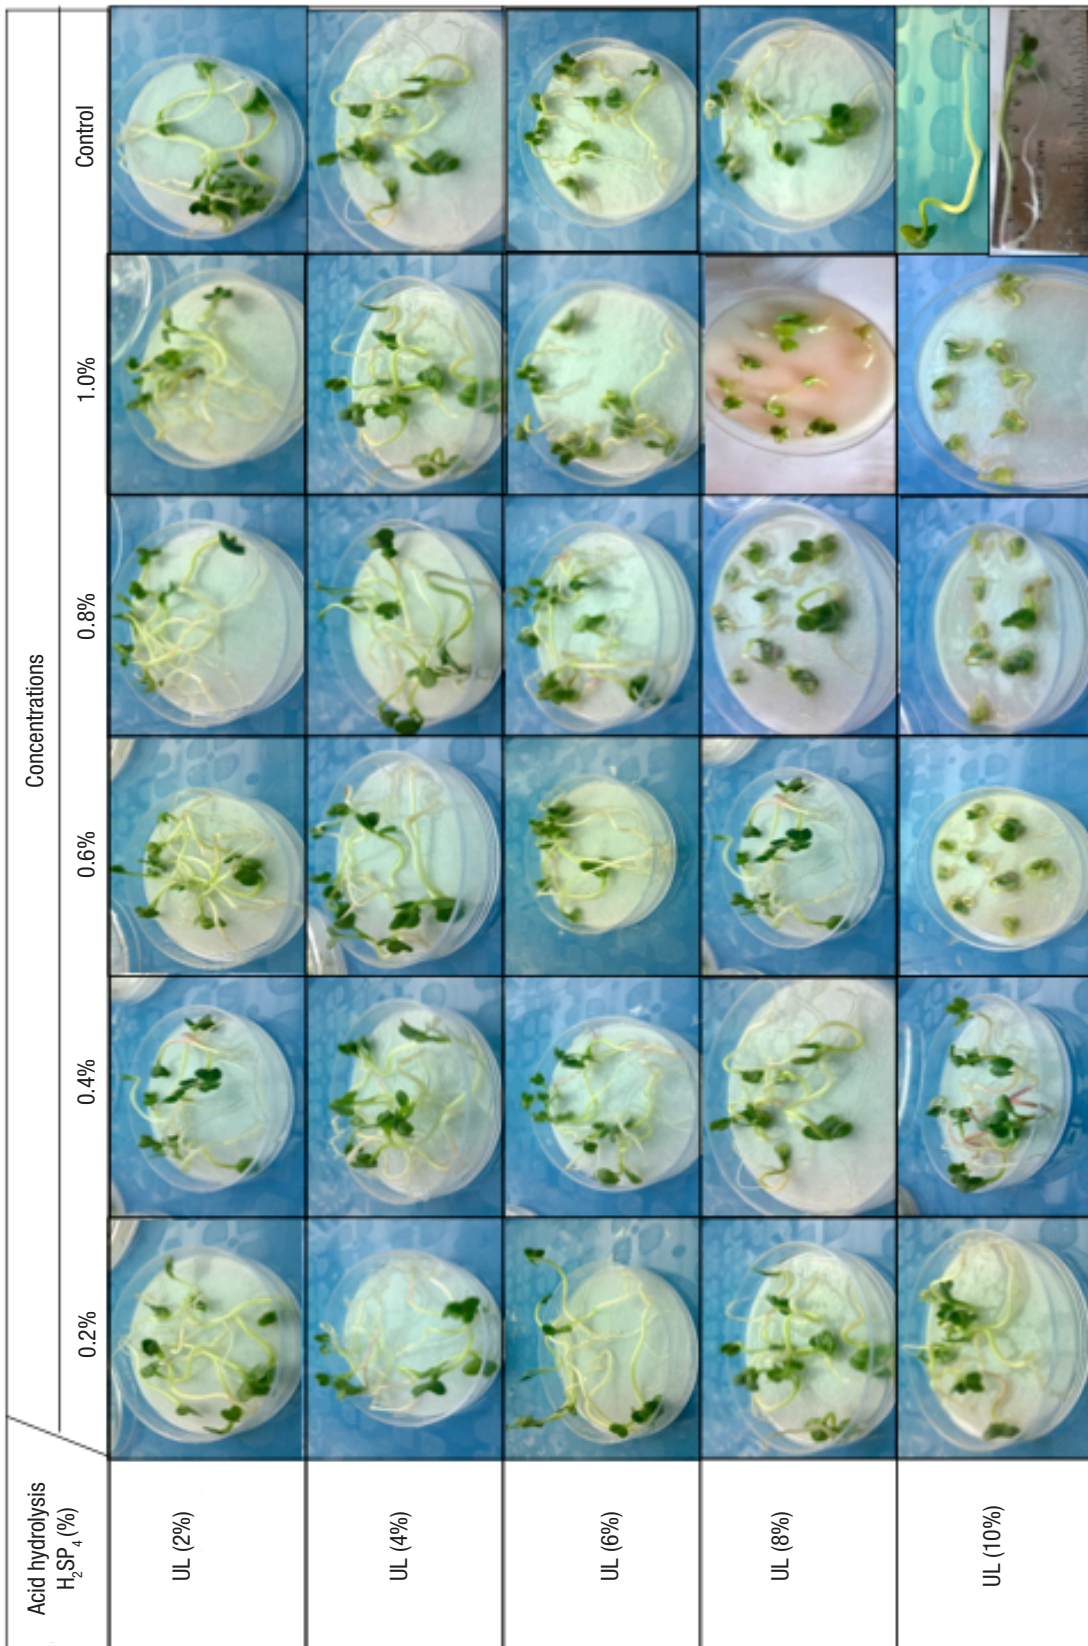 Acid hydrolysis
H₂SP₄ (%)
Concentrations
0.2%
0.4%
0.6%
0.8%
1.0%
Control
UL (2%)
UL (4%)
UL (6%)
UL (8%)
UL (10%)